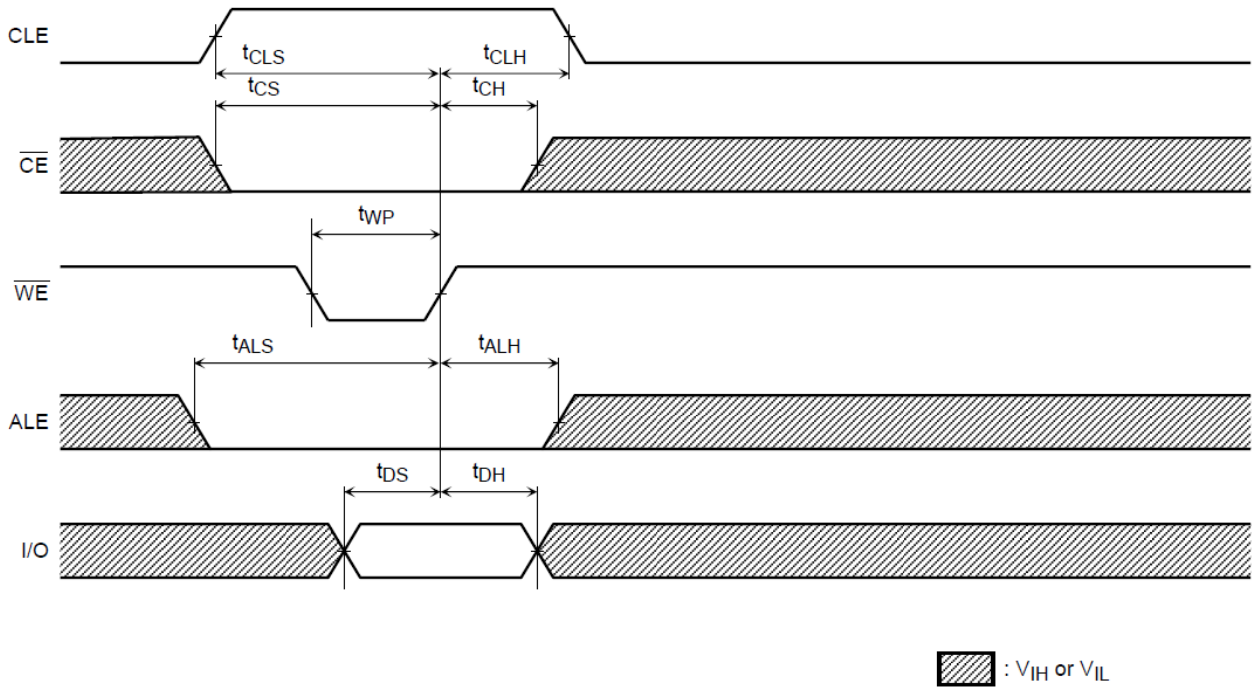 CLE
tCLS
tCLH
tCS
tCH
CE
tWP
WE
tALS
tALH
ALE
tDS
tDH
I/O
: VIH or VIL